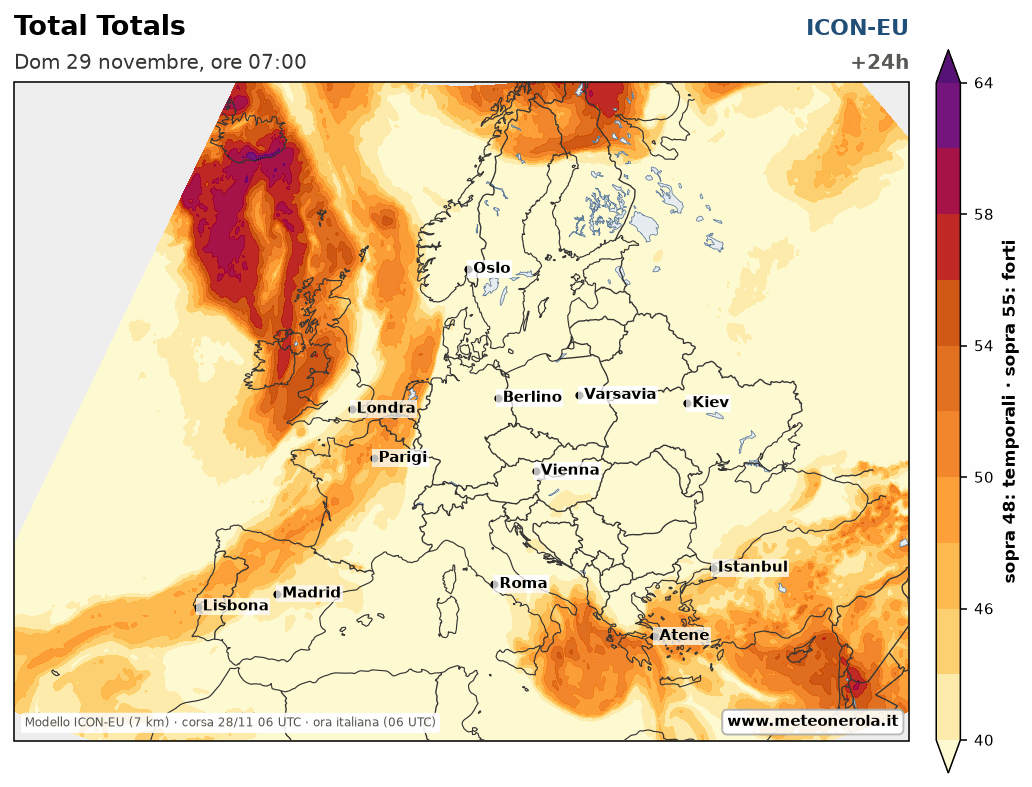 Total Totals
ICON-EU
Dom 29 novembre, ore 07:00
+24h
64
58
54
50
46
40
sopra 48: temporali · sopra 55: forti
Oslo
Berlino
Varsavia
Kiev
Londra
Parigi
Vienna
Istanbul
Roma
Madrid
Lisbona
Atene
Modello ICON-EU (7 km) · corsa 28/11 06 UTC · ora italiana (06 UTC)
www.meteonerola.it